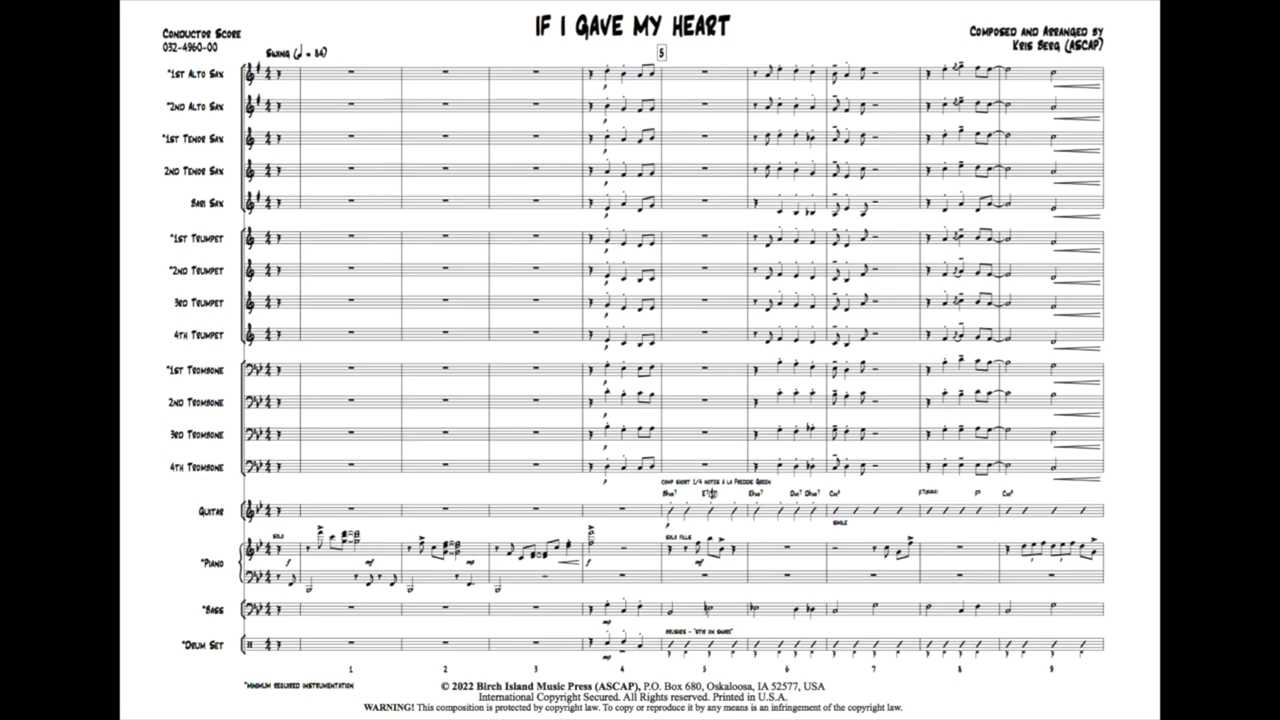 IF I GAVE MY HEART
CONDUCTOR SCORE
032-4960-00
COMPOSED AND ARRANGED BY
KRIS BERG (ASCAP)
SWING (♩ = 84)
5
*1ST ALTO SAX
*2ND ALTO SAX
*1ST TENOR SAX
2ND TENOR SAX
BARI SAX
*1ST TRUMPET
*2ND TRUMPET
3RD TRUMPET
4TH TRUMPET
*1ST TROMBONE
2ND TROMBONE
3RD TROMBONE
4TH TROMBONE
COMP SHORT 1/4 NOTES A LA FREDDIE GREEN
GUITAR
SIMILE
SOLO
SOLO FILLS
*PIANO
*BASS
BRUSHES - "STIR ON SNARE"
*DRUM SET
1 2 3 4 5 6 7 8 9
*MINIMUM REQUIRED INSTRUMENTATION
© 2022 Birch Island Music Press (ASCAP), P.O. Box 680, Oskaloosa, IA 52577, USA
International Copyright Secured. All Rights reserved. Printed in U.S.A.
WARNING! This composition is protected by copyright law. To copy or reproduce it by any means is an infringement of the copyright law.